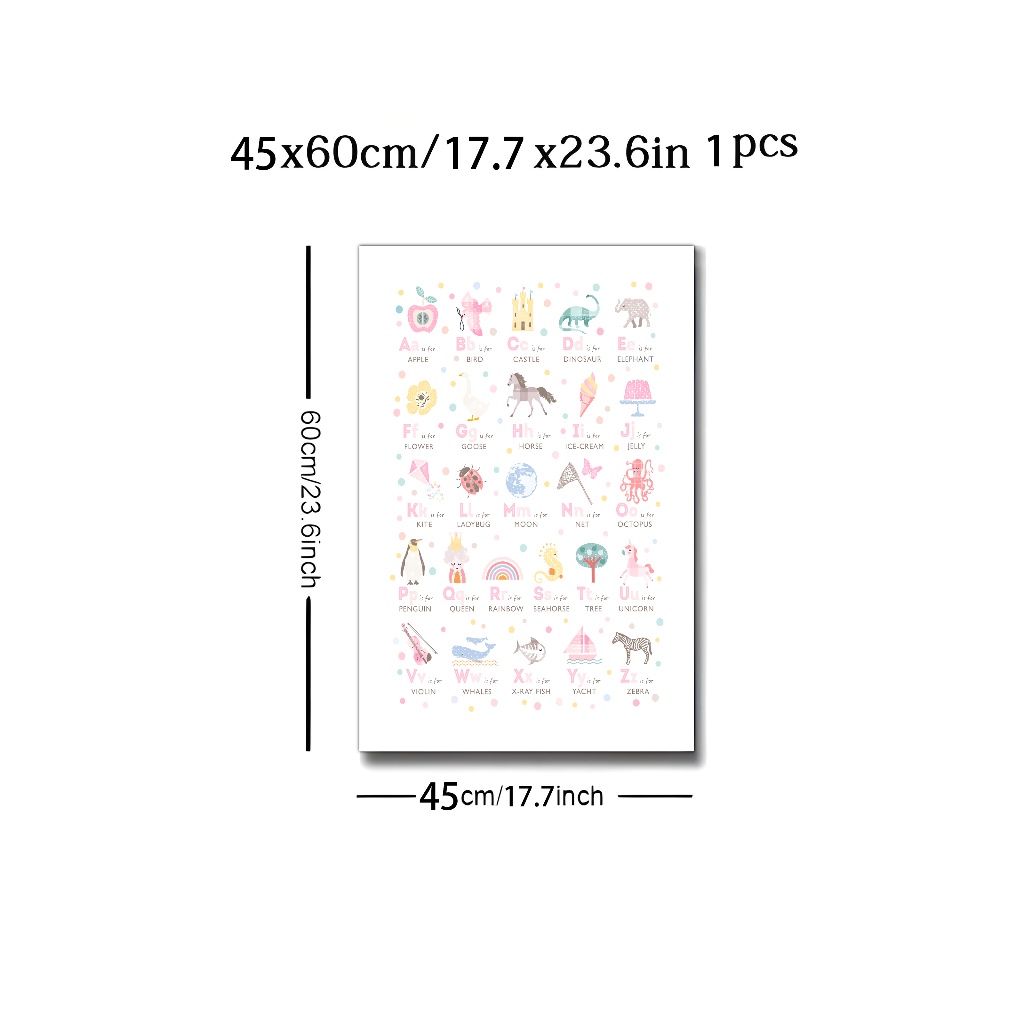 45x60cm/17.7 x23.6in 1pcs
Aa is for Bb is for Cc is for Dd is for Ee is for
APPLE BIRD CASTLE DINOSAUR ELEPHANT
Ff is for Gg is for Hh is for Ii is for Jj is for
FLOWER GOOSE HORSE ICE-CREAM JELLY
Kk is for Ll is for Mm is for Nn is for Oo is for
KITE LADYBUG MOON NET OCTOPUS
Pp is for Qq is for Rr is for Ss is for Tt is for Uu is for
PENGUIN QUEEN RAINBOW SEAHORSE TREE UNICORN
Vv is for Ww is for Xx is for Yy is for Zz is for
VIOLIN WHALES X-RAY FISH YACHT ZEBRA
60cm/23.6inch
45cm/17.7inch